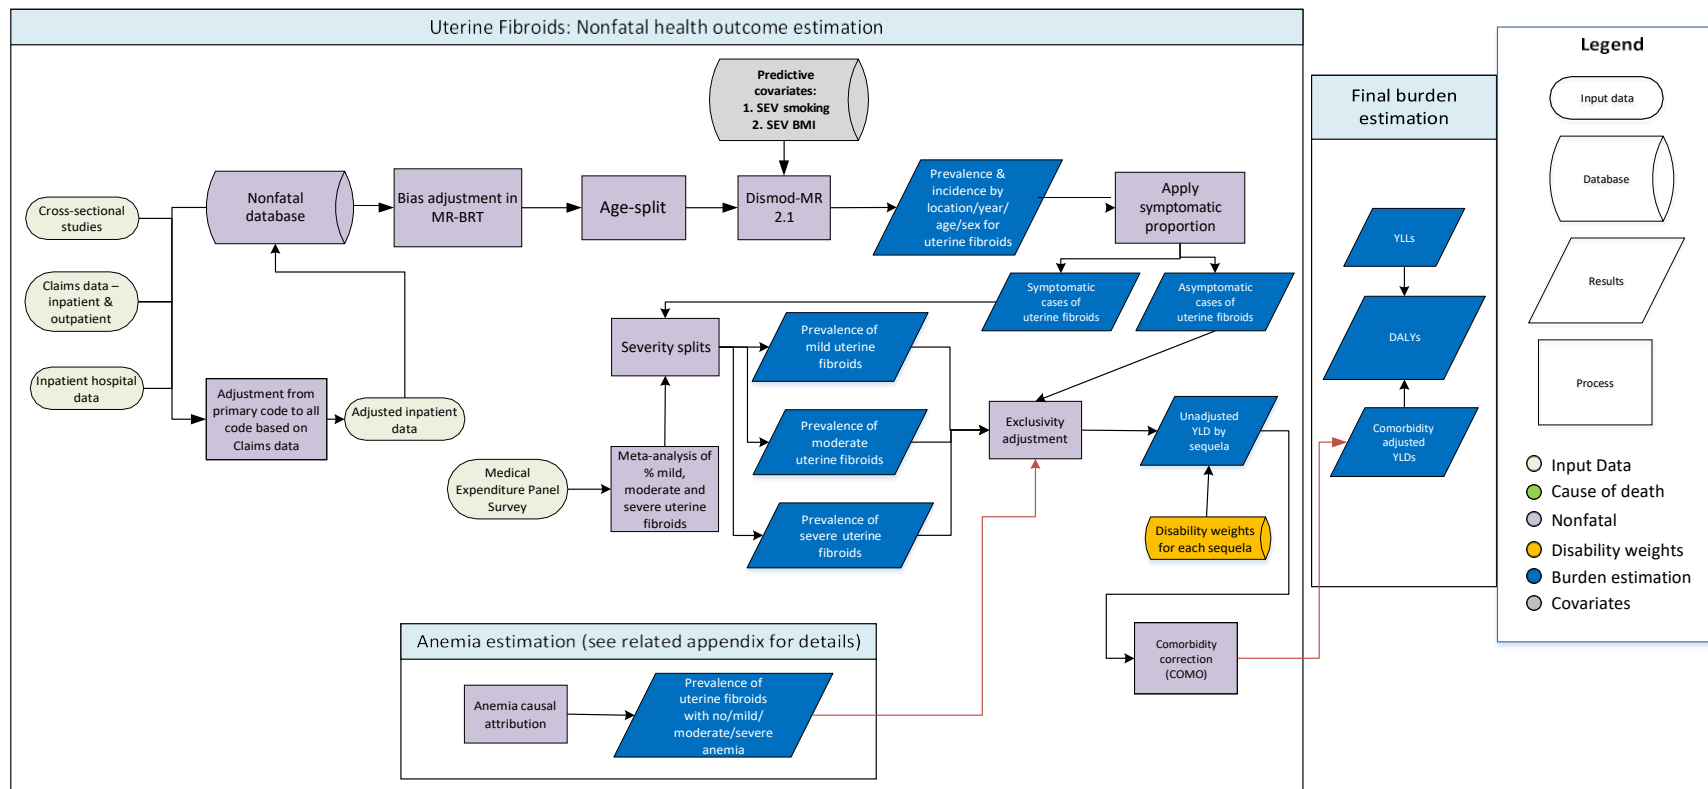 Uterine Fibroids: Nonfatal health outcome estimation
Predictive
covariates:
1. SEV smoking
2. SEV BMI
Cross-sectional
studies
Nonfatal
database
Bias adjustment in
MR-BRT
Age-split
Dismod-MR
2.1
Prevalence &
incidence by
location/year/
age/sex for
uterine fibroids
Apply
symptomatic
proportion
Claims data –
inpatient &
outpatient
Symptomatic
cases of
uterine fibroids
Asymptomatic
cases of
uterine fibroids
Inpatient hospital
data
Adjustment from
primary code to all
code based on
Claims data
Adjusted inpatient
data
Severity splits
Prevalence of
mild uterine
fibroids
Prevalence of
moderate
uterine fibroids
Prevalence of
severe uterine
fibroids
Medical
Expenditure Panel
Survey
Meta-analysis of
% mild,
moderate and
severe uterine
fibroids
Exclusivity
adjustment
Unadjusted
YLD by
sequela
Disability weights
for each sequela
Comorbidity
correction
(COMO)
Anemia estimation (see related appendix for details)
Anemia causal
attribution
Prevalence of
uterine fibroids
with no/mild/
moderate/severe
anemia
Final burden
estimation
YLLs
DALYs
Comorbidity
adjusted
YLDs
Legend
Input data
Database
Results
Process
Input Data
Cause of death
Nonfatal
Disability weights
Burden estimation
Covariates